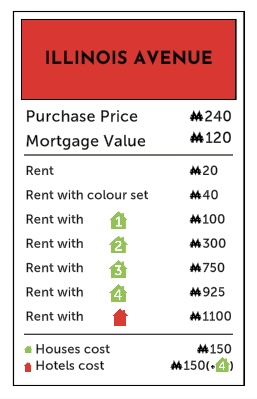 ILLINOIS AVENUE
Purchase Price ₩240
Mortgage Value ₩120
Rent ₩20
Rent with colour set ₩40
Rent with 1 ₩100
Rent with 2 ₩300
Rent with 3 ₩750
Rent with 4 ₩925
Rent with ₩1100
Houses cost ₩150
Hotels cost ₩150(+4)